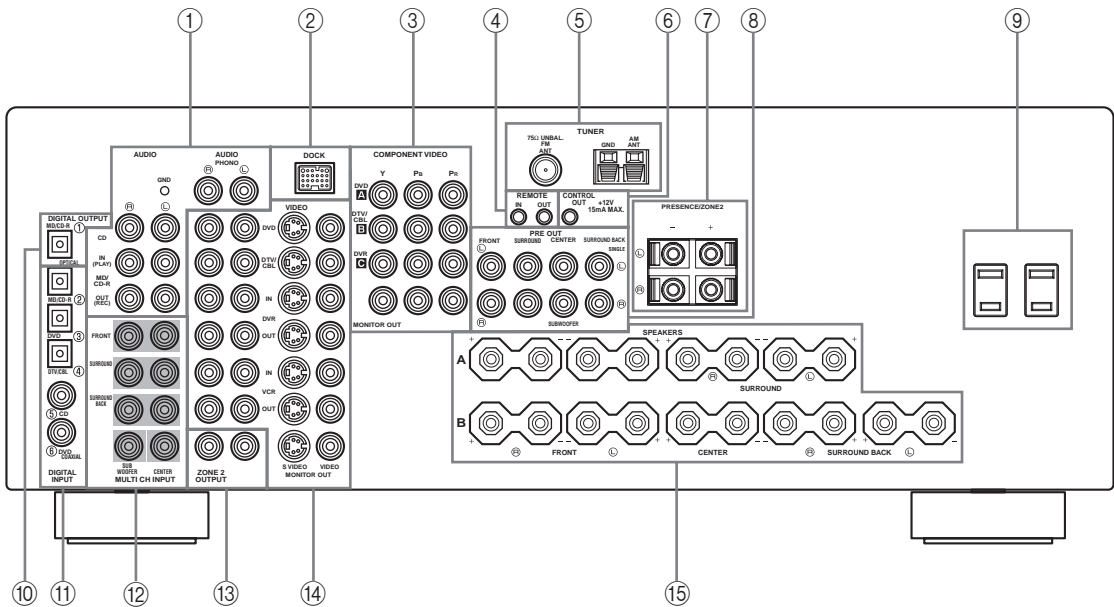 ① ② ③ ④ ⑤ ⑥ ⑦ ⑧ ⑨
AUDIO
GND
R L
CD
IN
(PLAY)
MD/
CD-R
OUT
(REC)
AUDIO
PHONO
R L
DOCK
COMPONENT VIDEO
Y PB PR
DVD
A
DTV/
CBL
B
DVR
C
MONITOR OUT
TUNER
75Ω UNBAL.
FM
ANT
GND
AM
ANT
REMOTE
IN OUT
CONTROL
OUT
+12V
15mA MAX.
PRE OUT
FRONT SURROUND CENTER SURROUND BACK
SINGLE
L L
R R
SUBWOOFER
PRESENCE/ZONE2
– +
L
R
DIGITAL OUTPUT
MD/CD-R ①
OPTICAL
MD/CD-R ②
DVD ③
DTV/CBL ④
⑤ CD
⑥ DVD
COAXIAL
DIGITAL
INPUT
FRONT
SURROUND
SURROUND
BACK
SUB
WOOFER
CENTER
MULTI CH INPUT
ZONE 2
OUTPUT
VIDEO
DVD
DTV/
CBL
IN
DVR
OUT
IN
VCR
OUT
S VIDEO VIDEO
MONITOR OUT
SPEAKERS
A
+ – – + + – – +
R L
SURROUND
B
+ – – + + – – + + –
R FRONT L CENTER R SURROUND BACK L
⑩ ⑪ ⑫ ⑬ ⑭ ⑮